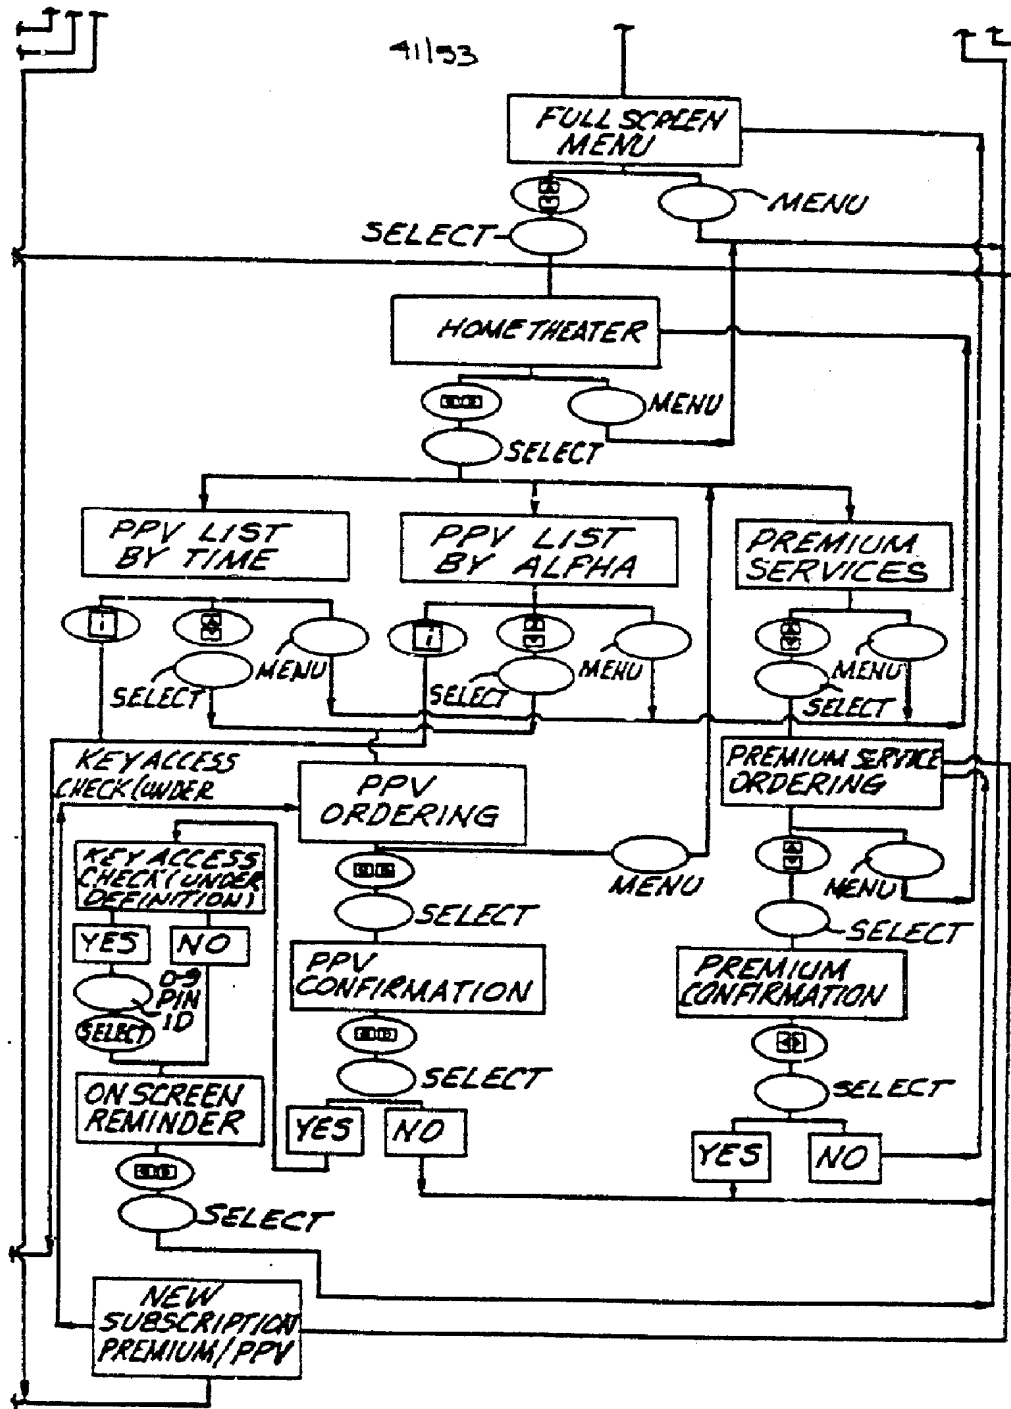 41/53
FULL SCREEN
MENU
MENU
SELECT
HOME THEATER
MENU
SELECT
PPV LIST
BY TIME
PPV LIST
BY ALPHA
PREMIUM
SERVICES
i
i
SELECT
MENU
SELECT
MENU
MENU
SELECT
KEY ACCESS
CHECK (UNDER
PPV
ORDERING
PREMIUM SERVICE
ORDERING
KEY ACCESS
CHECK (UNDER
DEFINITION)
MENU
MENU
SELECT
SELECT
YES
NO
PPV
CONFIRMATION
PREMIUM
CONFIRMATION
0-9
PIN
ID
SELECT
SELECT
SELECT
ON SCREEN
REMINDER
YES
NO
YES
NO
SELECT
NEW
SUBSCRIPTION
PREMIUM/PPV